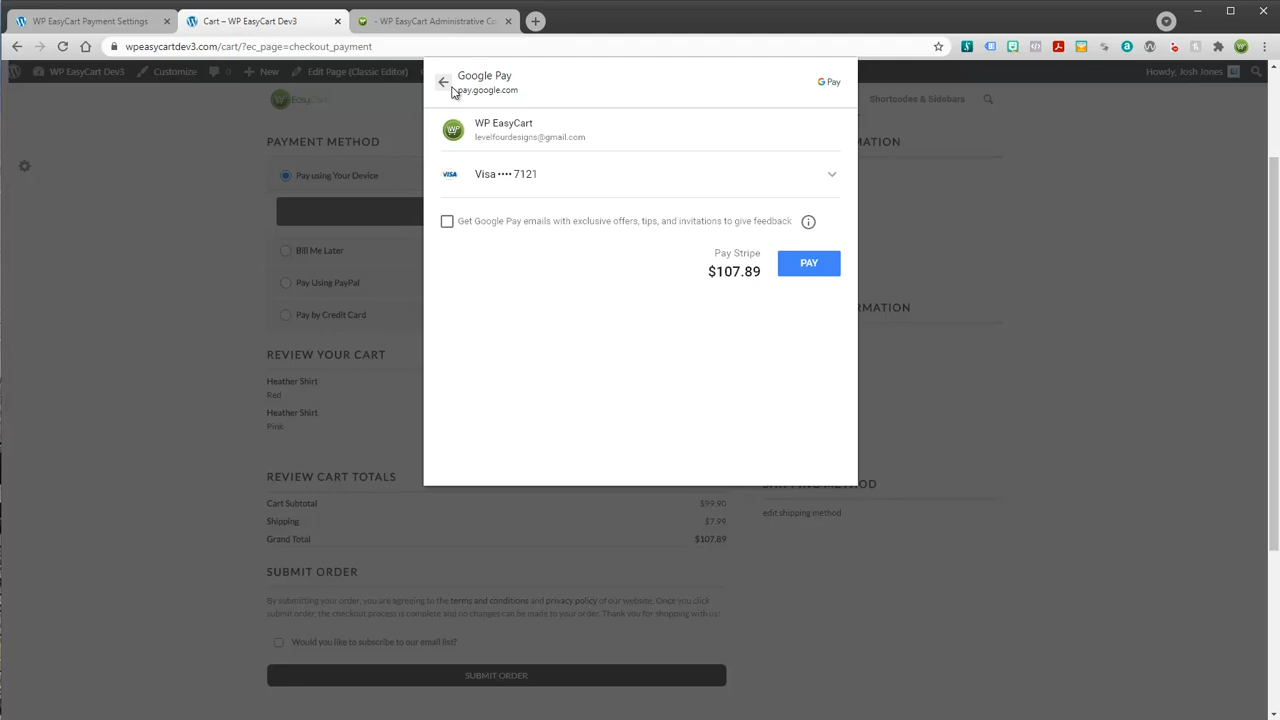 WP EasyCart Payment Settings
Cart – WP EasyCart Dev3
- WP EasyCart Administrative Co
wpeasycartdev3.com/cart/?ec_page=checkout_payment
WP EasyCart Dev3
Customize
0
New
Edit Page (Classic Editor)
Howdy, Josh Jones
EasyCart
Shortcodes & Sidebars
Google Pay
pay.google.com
G Pay
WP EasyCart
levelfourdesigns@gmail.com
VISA
Visa •••• 7121
Get Google Pay emails with exclusive offers, tips, and invitations to give feedback
Pay Stripe
$107.89
PAY
PAYMENT METHOD
Pay using Your Device
Bill Me Later
Pay Using PayPal
Pay by Credit Card
REVIEW YOUR CART
Heather Shirt
Red
Heather Shirt
Pink
REVIEW CART TOTALS
Cart Subtotal
$99.90
Shipping
$7.99
Grand Total
$107.89
SUBMIT ORDER
By submitting your order, you are agreeing to the terms and conditions and privacy policy of our website. Once you click
submit order, the checkout process is complete and no changes can be made to your order. Thank you for shopping with us!
Would you like to subscribe to our email list?
SUBMIT ORDER
SHIPPING METHOD
edit shipping method